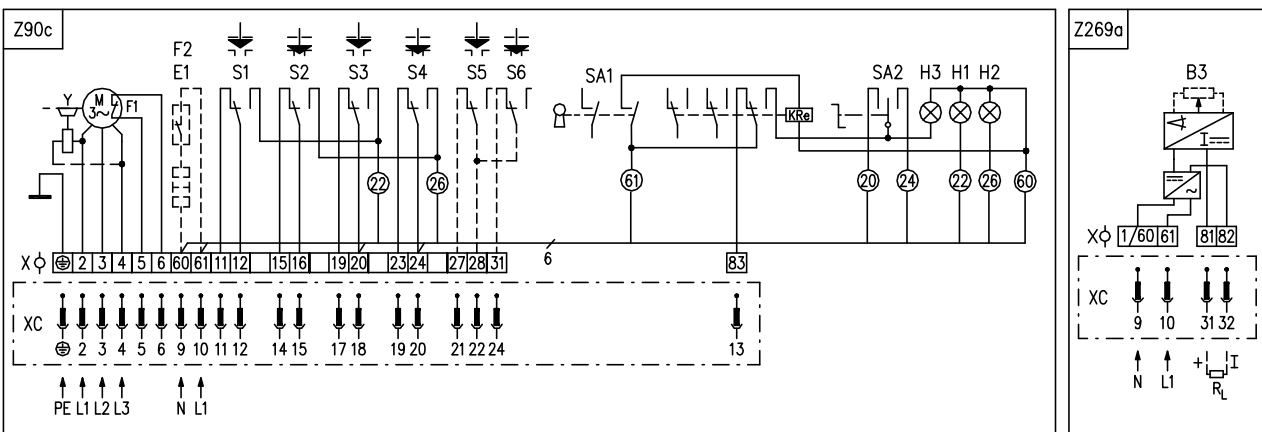 Z90c
Z269a
F2
E1 S1 S2 S3 S4 S5 S6 SA1 SA2 H3 H1 H2
B3
Y M 3~ F1
KRe
I
22 26 61 20 24 22 26 60
~
X 2 3 4 5 6 60 61 11 12 15 16 19 20 23 24 27 28 31 6 83
X 1/60 61 81 82
XC
2 3 4 5 6 9 10 11 12 14 15 17 18 19 20 21 22 24 13
XC
9 10 31 32
PE L1 L2 L3 N L1
N L1 + I
RL